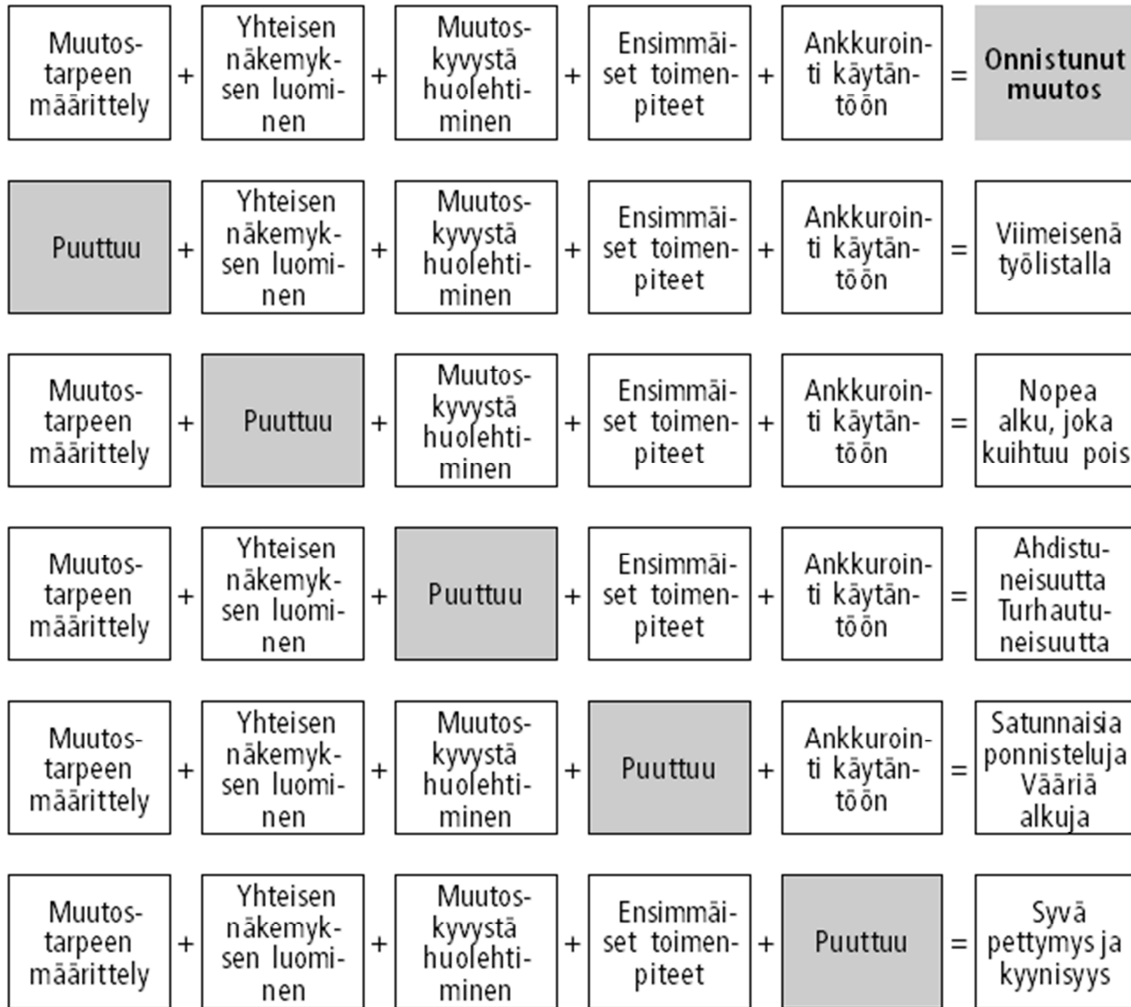 Muutos-
tarpeen
määrittely
+
Yhteisen
näkemyk-
sen luomi-
nen
+
Muutos-
kyvystä
huolehti-
minen
+
Ensimmäi-
set toimen-
piteet
+
Ankkuroin-
ti käytän-
töön
=
Onnistunut
muutos
Puuttuu
+
Yhteisen
näkemyk-
sen luomi-
nen
+
Muutos-
kyvystä
huolehti-
minen
+
Ensimmäi-
set toimen-
piteet
+
Ankkuroin-
ti käytän-
töön
=
Viimeisenä
työlistalla
Muutos-
tarpeen
määrittely
+
Puuttuu
+
Muutos-
kyvystä
huolehti-
minen
+
Ensimmäi-
set toimen-
piteet
+
Ankkuroin-
ti käytän-
töön
=
Nopea
alku, joka
kuihtuu pois
Muutos-
tarpeen
määrittely
+
Yhteisen
näkemyk-
sen luomi-
nen
+
Puuttuu
+
Ensimmäi-
set toimen-
piteet
+
Ankkuroin-
ti käytän-
töön
=
Ahdistu-
neisuutta
Turhautu-
neisuutta
Muutos-
tarpeen
määrittely
+
Yhteisen
näkemyk-
sen luomi-
nen
+
Muutos-
kyvystä
huolehti-
minen
+
Puuttuu
+
Ankkuroin-
ti käytän-
töön
=
Satunnaisia
ponnisteluja
Vääriä
alkuja
Muutos-
tarpeen
määrittely
+
Yhteisen
näkemyk-
sen luomi-
nen
+
Muutos-
kyvystä
huolehti-
minen
+
Ensimmäi-
set toimen-
piteet
+
Puuttuu
=
Syvä
pettymys ja
kyynisyys